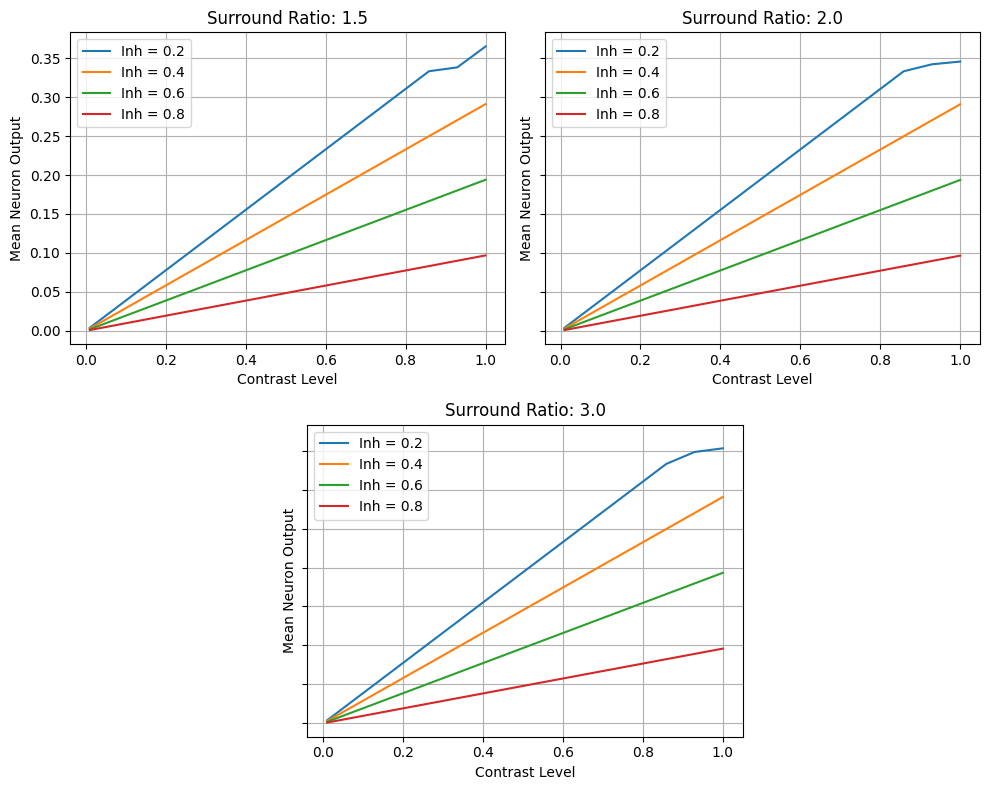 Surround Ratio: 1.5
Inh = 0.2
Inh = 0.4
Inh = 0.6
Inh = 0.8
Mean Neuron Output
0.35
0.30
0.25
0.20
0.15
0.10
0.05
0.00
0.0 0.2 0.4 0.6 0.8 1.0
Contrast Level
Surround Ratio: 2.0
Inh = 0.2
Inh = 0.4
Inh = 0.6
Inh = 0.8
Mean Neuron Output
0.0 0.2 0.4 0.6 0.8 1.0
Contrast Level
Surround Ratio: 3.0
Inh = 0.2
Inh = 0.4
Inh = 0.6
Inh = 0.8
Mean Neuron Output
0.0 0.2 0.4 0.6 0.8 1.0
Contrast Level